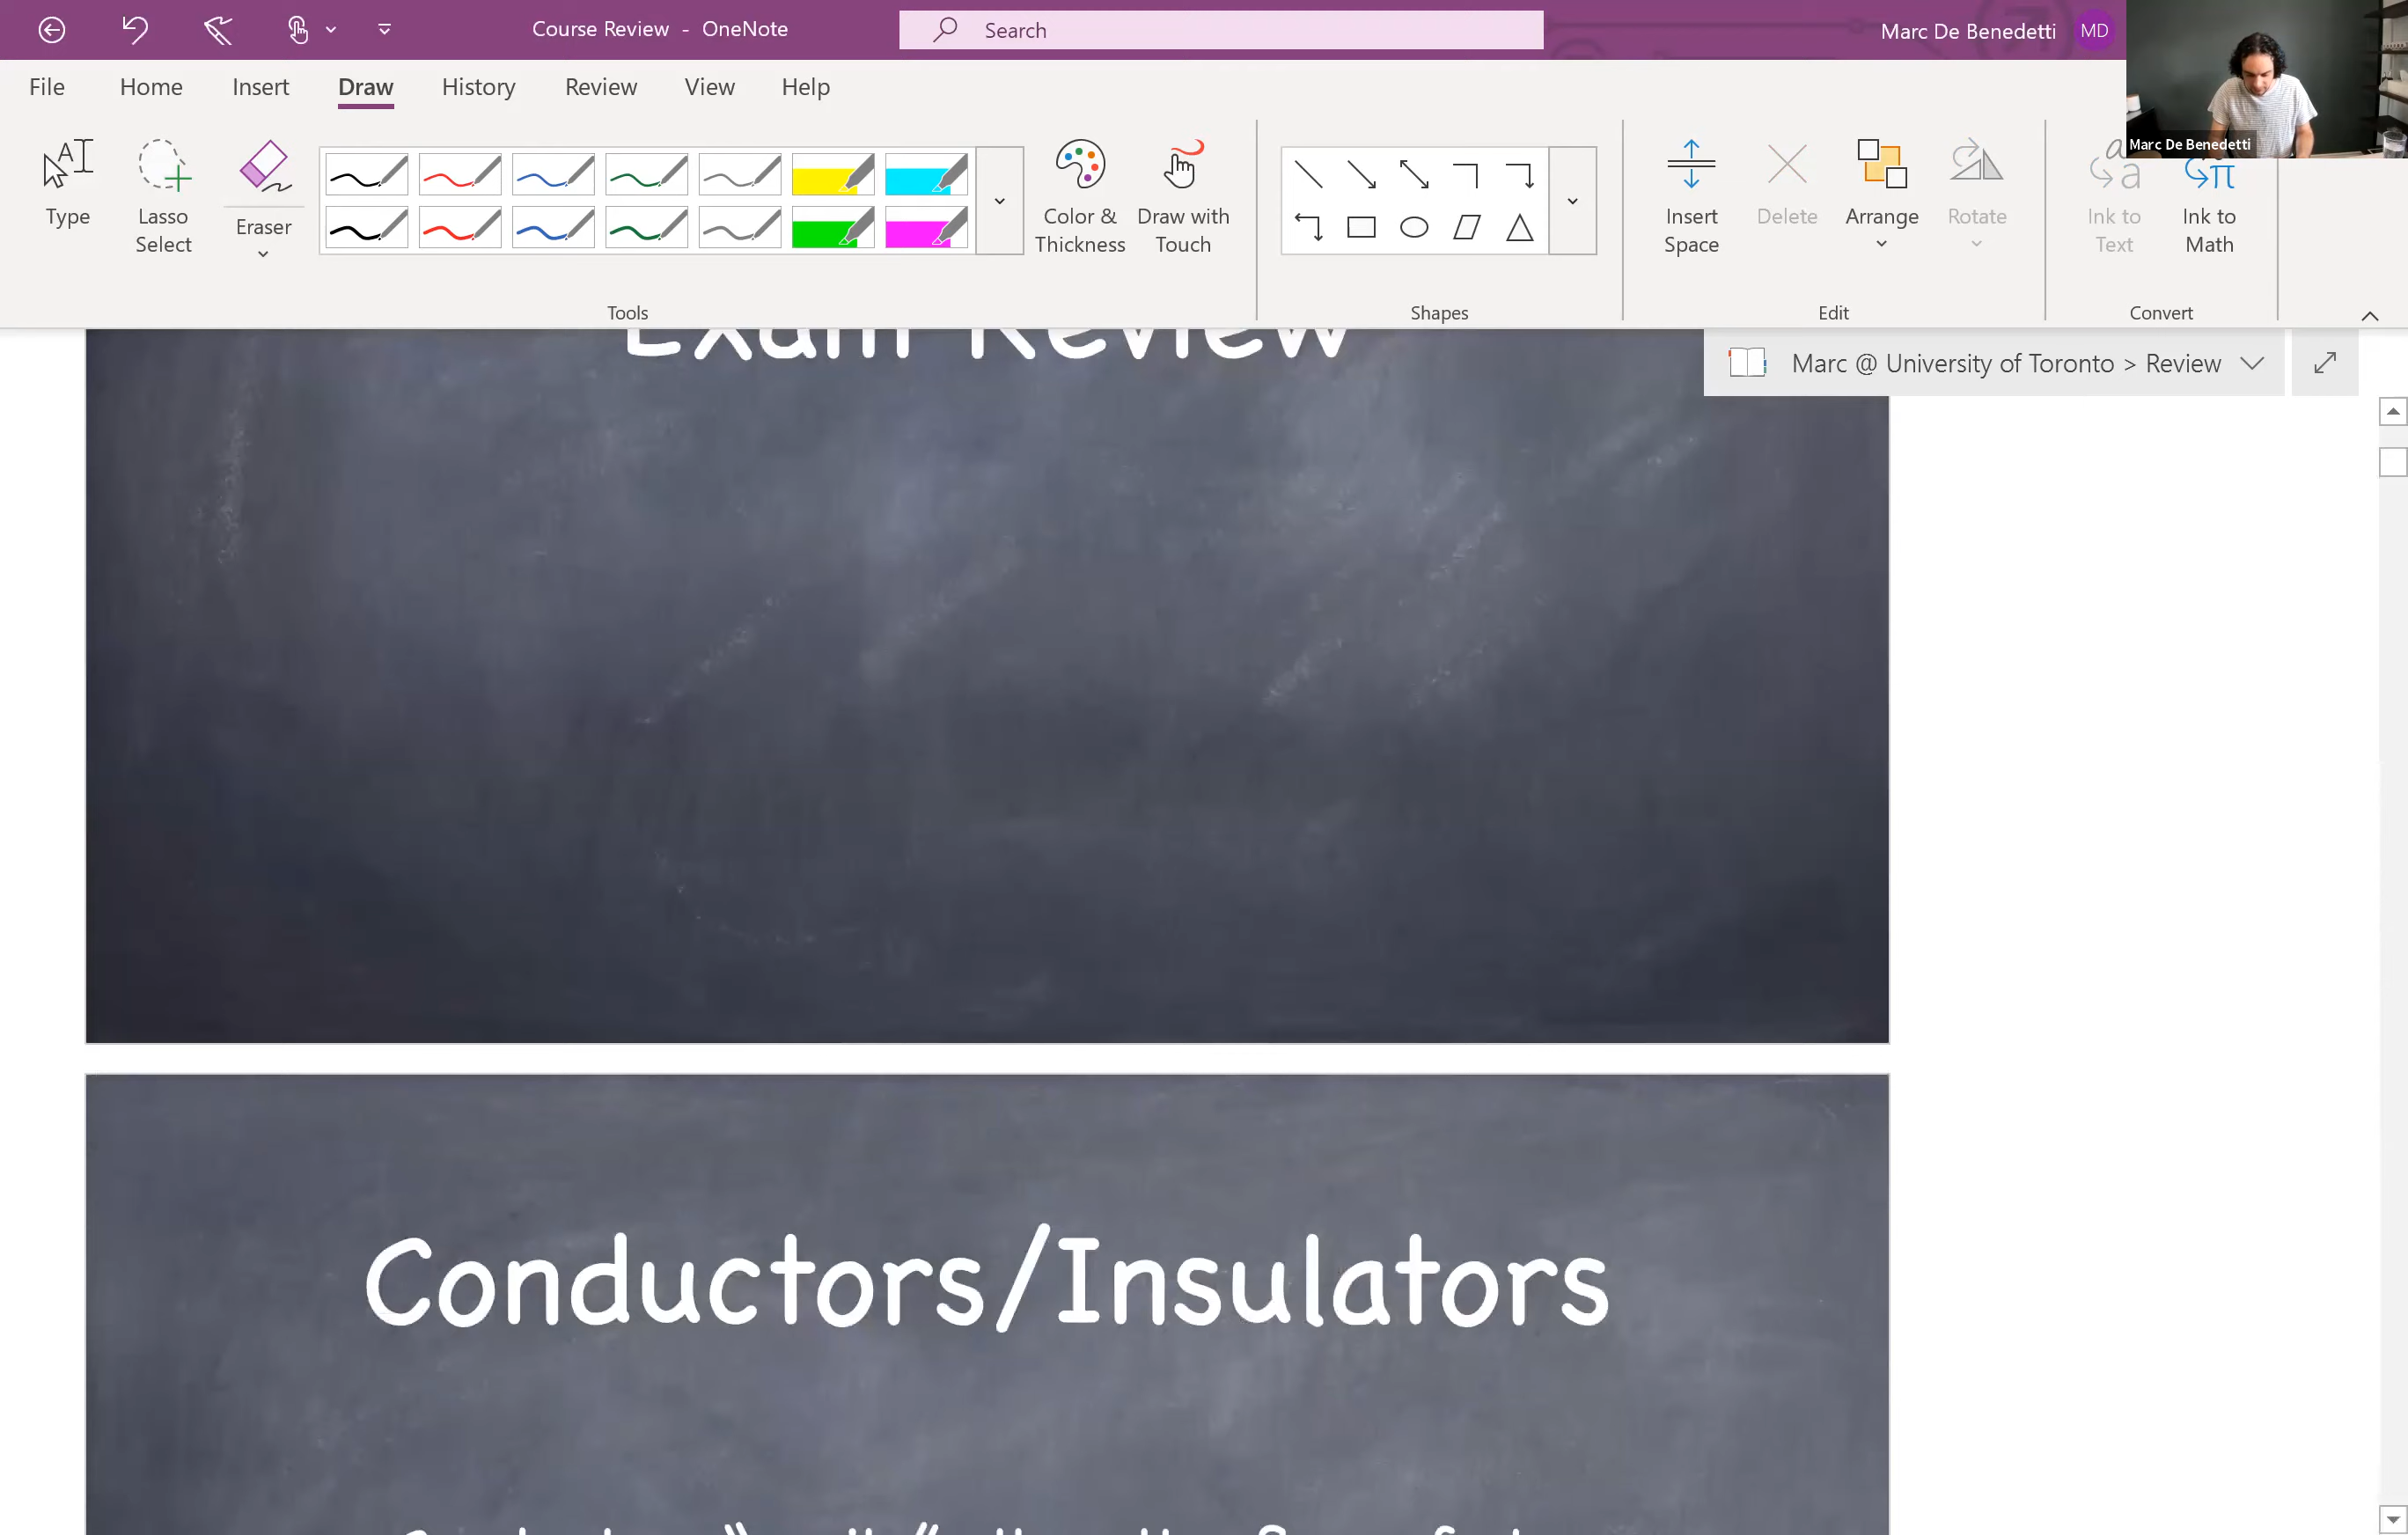 Course Review - OneNote
Search
Marc De Benedetti
MD
File Home Insert Draw History Review View Help
Marc De Benedetti
Type
Lasso Select
Eraser
Color & Thickness
Draw with Touch
Insert Space
Delete
Arrange
Rotate
Ink to Text
Ink to Math
Tools
Shapes
Edit
Convert
Exam Review
Marc @ University of Toronto > Review
Conductors/Insulators